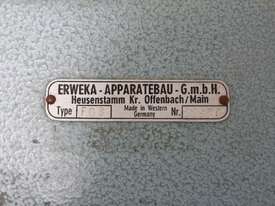 ERWEKA - APPARATEBAU - G.m.b.H.
Heusenstamm Kr. Offenbach/Main
Type Made in Western Nr.
Germany